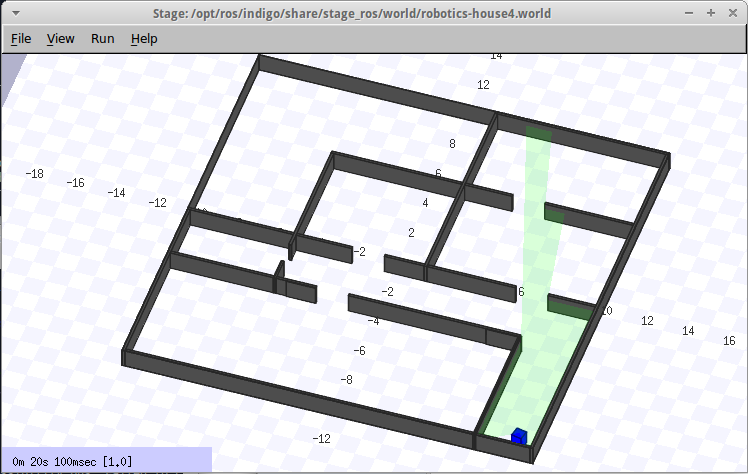 Stage: /opt/ros/indigo/share/stage_ros/world/robotics-house4.world
File View Run Help
14
12
8
6
-18 -16 -14 -12
4
2
-2
-2
6
10 12 14 16
-4
-6
-8
-12
0m 20s 100msec [1.0]